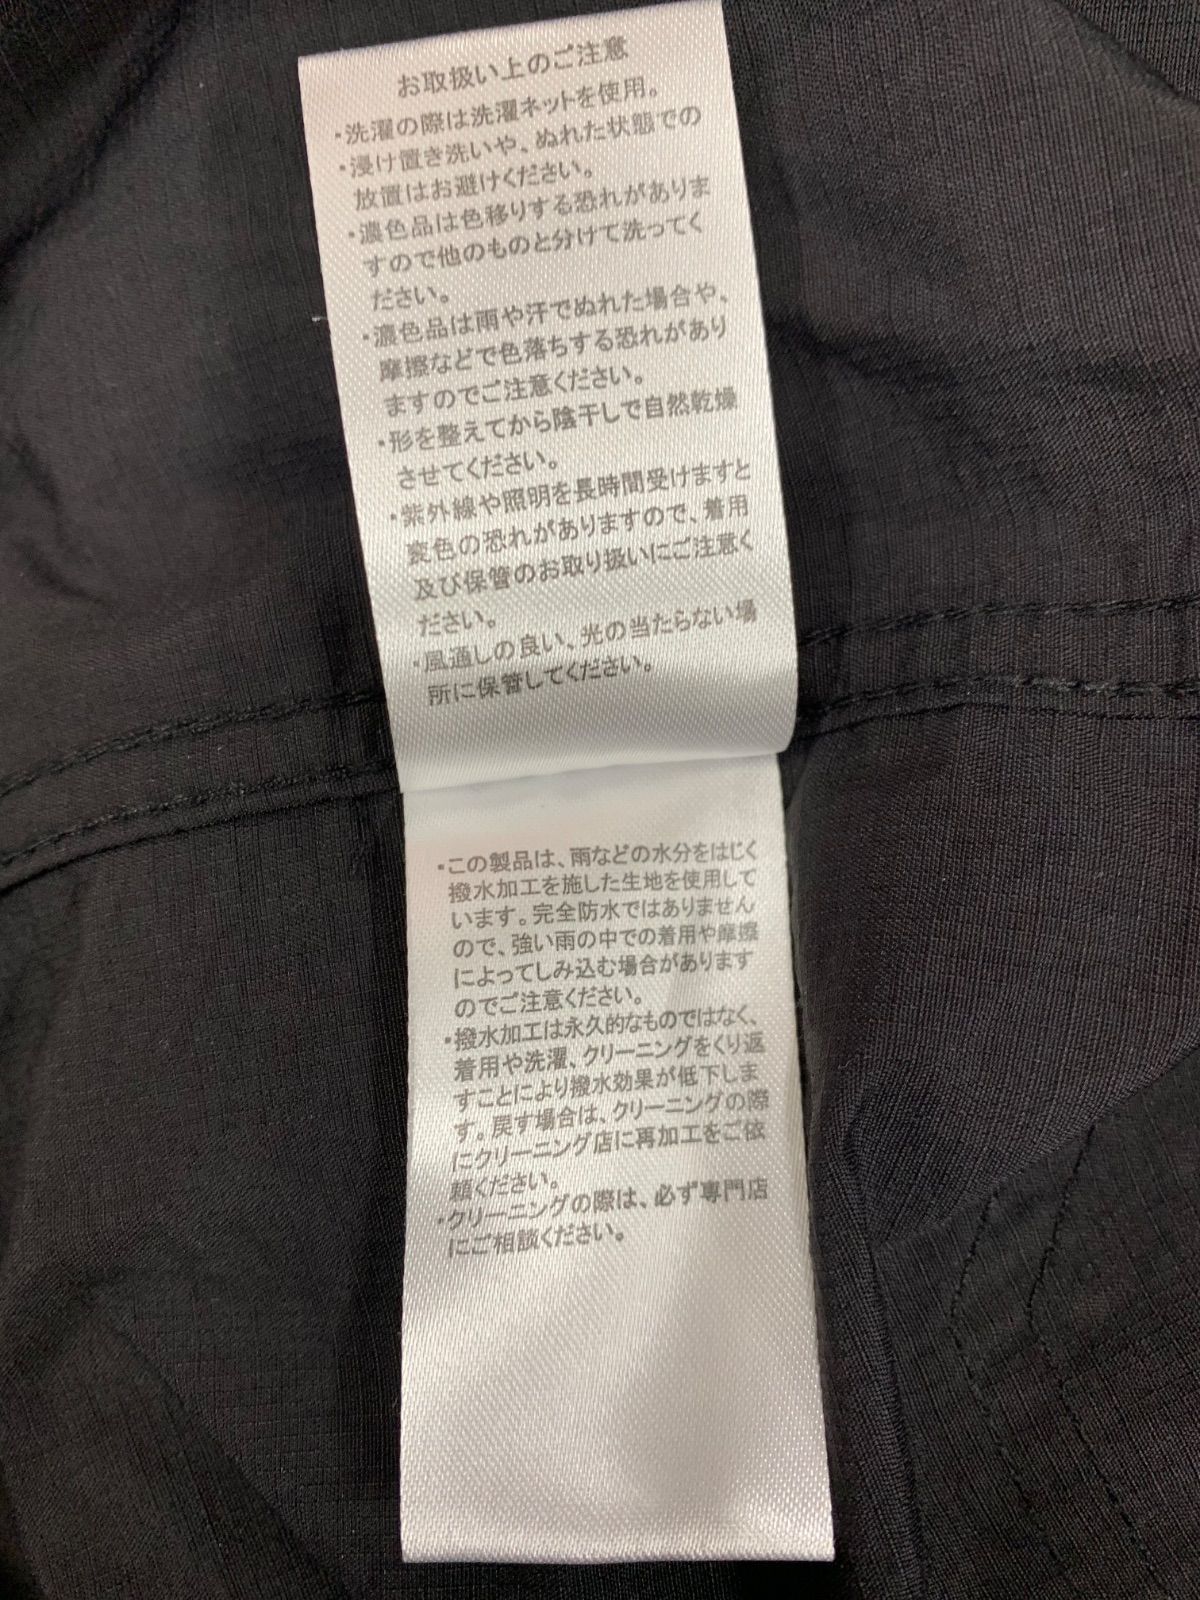 お取扱い上のご注意
・洗濯の際は洗濯ネットを使用。
・浸け置き洗いや、ぬれた状態での
放置はお避けください。
・濃色品は色移りする恐れがありま
すので他のものと分けて洗ってく
ださい。
・濃色品は雨や汗でぬれた場合や、
摩擦などで色落ちする恐れがあり
ますのでご注意ください。
・形を整えてから陰干しで自然乾燥
させてください。
・紫外線や照明を長時間受けますと
変色の恐れがありますので、着用
及び保管のお取り扱いにご注意く
ださい。
・風通しの良い、光の当たらない場
所に保管してください。
・この製品は、雨などの水分をはじく
撥水加工を施した生地を使用して
います。完全防水ではありません
ので、強い雨の中での着用や摩擦
によってしみ込む場合があります
のでご注意ください。
・撥水加工は永久的なものではなく、
着用や洗濯、クリーニングをくり返
すことにより撥水効果が低下しま
す。戻す場合は、クリーニングの際
にクリーニング店に再加工をご依
頼ください。
・クリーニングの際は、必ず専門店
にご相談ください。